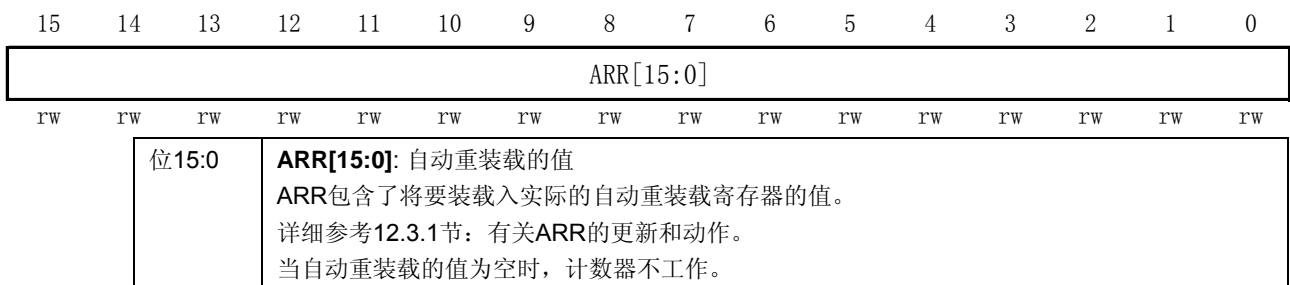 15 14 13 12 11 10 9 8 7 6 5 4 3 2 1 0
ARR[15:0]
rw rw rw rw rw rw rw rw rw rw rw rw rw rw rw rw
位15:0 ARR[15:0]: 自动重装载的值
ARR包含了将要装载入实际的自动重装载寄存器的值。
详细参考12.3.1节：有关ARR的更新和动作。
当自动重装载的值为空时，计数器不工作。